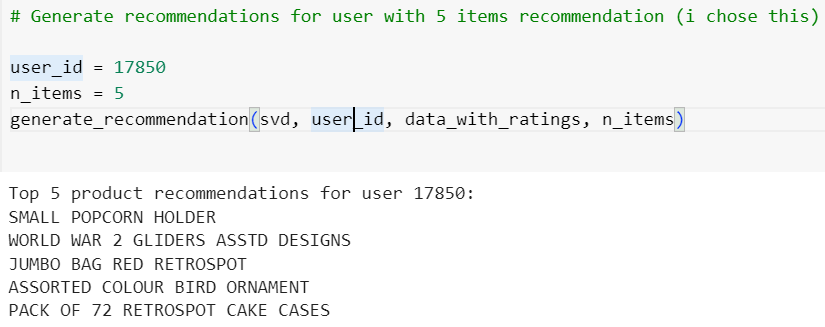 # Generate recommendations for user with 5 items recommendation (i chose this)
user_id = 17850
n_items = 5
generate_recommendation(svd, user_id, data_with_ratings, n_items)
Top 5 product recommendations for user 17850:
SMALL POPCORN HOLDER
WORLD WAR 2 GLIDERS ASSTD DESIGNS
JUMBO BAG RED RETROSPOT
ASSORTED COLOUR BIRD ORNAMENT
PACK OF 72 RETROSPOT CAKE CASES